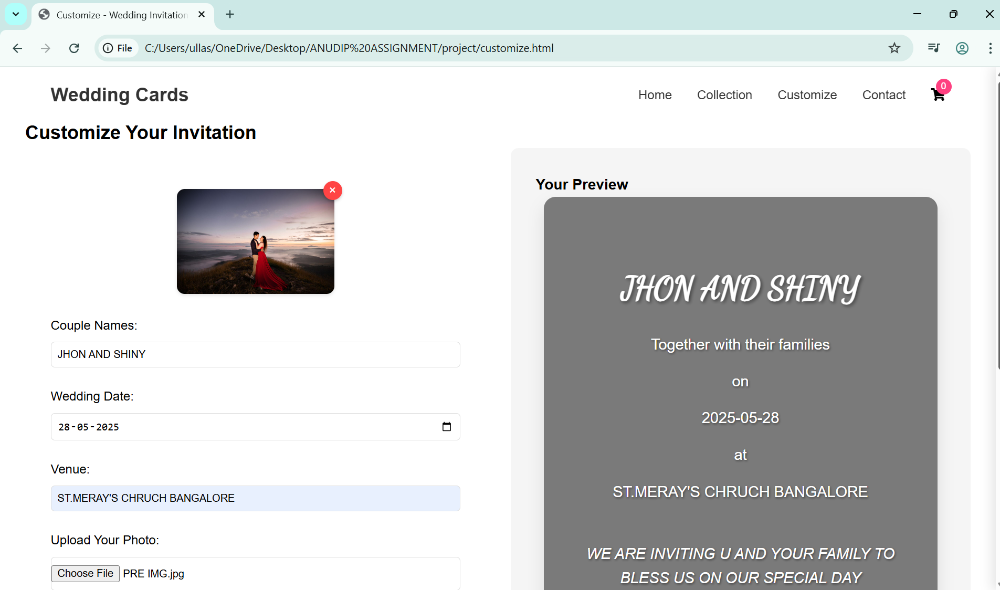 Customize - Wedding Invitation
File C:/Users/ullas/OneDrive/Desktop/ANUDIP%20ASSIGNMENT/project/customize.html
Wedding Cards
Home Collection Customize Contact 0
Customize Your Invitation
Couple Names:
JHON AND SHINY
Wedding Date:
28-05-2025
Venue:
ST.MERAY'S CHRUCH BANGALORE
Upload Your Photo:
Choose File PRE IMG.jpg
Your Preview
JHON AND SHINY
Together with their families
on
2025-05-28
at
ST.MERAY'S CHRUCH BANGALORE
WE ARE INVITING U AND YOUR FAMILY TO
BLESS US ON OUR SPECIAL DAY